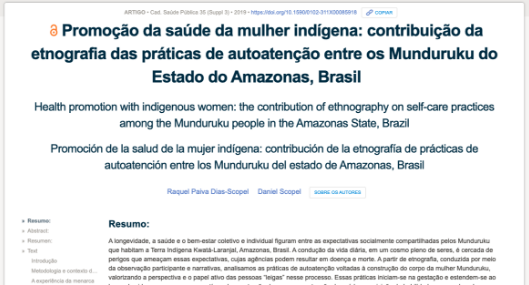 ARTIGO • Cad. Saúde Pública 35 (Suppl 3) • 2019 • https://doi.org/10.1590/0102-311X00085918 COPIAR
Promoção da saúde da mulher indígena: contribuição da
etnografia das práticas de autoatenção entre os Munduruku do
Estado do Amazonas, Brasil
Health promotion with indigenous women: the contribution of ethnography on self-care practices
among the Munduruku people in the Amazonas State, Brazil
Promoción de la salud de la mujer indígena: contribución de la etnografía de prácticas de
autoatención entre los Munduruku del estado de Amazonas, Brasil
Raquel Paiva Dias-Scopel Daniel Scopel SOBRE OS AUTORES
Resumo:
Abstract:
Resumen:
Text
Introdução
Metodologia e contexto d...
A experiência da menarca
Resumo:
A longevidade, a saúde e o bem-estar coletivo e individual figuram entre as expectativas socialmente compartilhadas pelos Munduruku
que habitam a Terra Indígena Kwatá-Laranjal, Amazonas, Brasil. A condução da vida diária, em um cosmo pleno de seres, é cercada de
perigos que ameaçam essas expectativas, cujas agências podem resultar em doença e morte. A partir de etnografia, conduzida por meio
da observação participante e narrativas, analisamos as práticas de autoatenção voltadas à construção do corpo da mulher Munduruku,
valorizando a perspectiva e o papel ativo das pessoas "leigas" nesse processo. Essas práticas iniciam-se na gestação e estendem-se ao